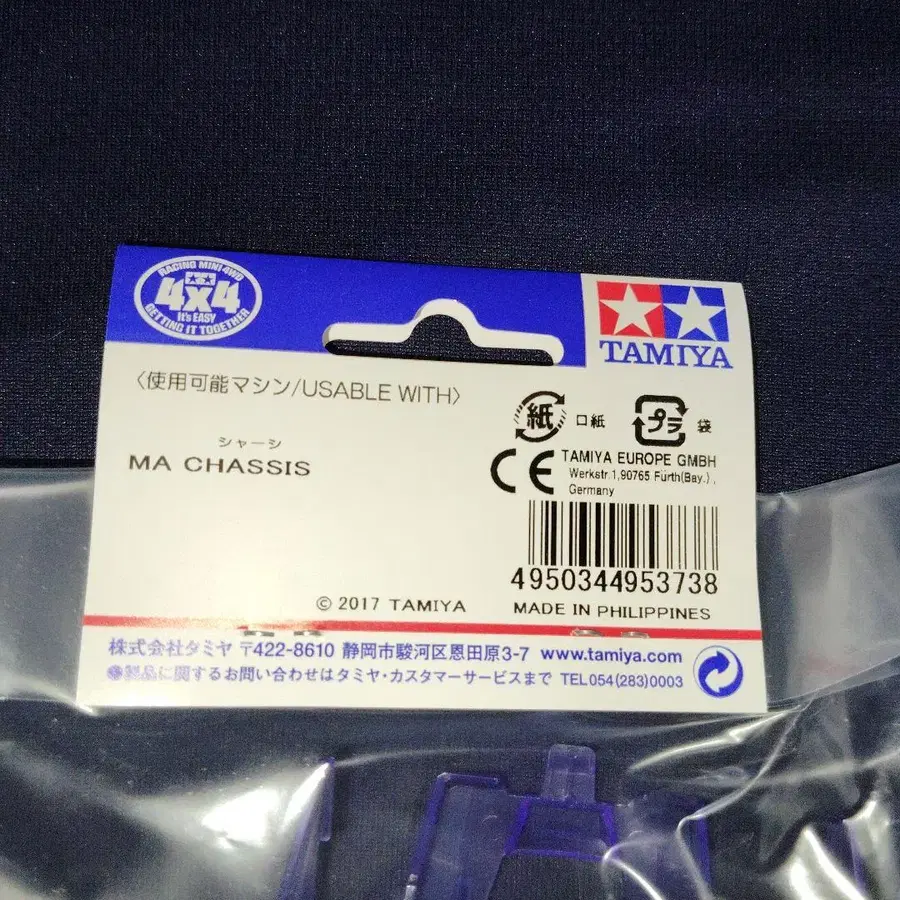 RACING MINI 4WD
4x4
It's EASY
GETTING IT TOGETHER
TAMIYA
〈使用可能マシン/USABLE WITH〉
シャーシ
MA CHASSIS
紙 口紙
プラ 袋
CE
TAMIYA EUROPE GMBH
Werkstr.1,90765 Fürth(Bay.),
Germany
4950344953738
MADE IN PHILIPPINES
© 2017 TAMIYA
株式会社タミヤ 〒422-8610 静岡市駿河区恩田原3-7 www.tamiya.com
●製品に関するお問い合わせはタミヤ・カスタマーサービスまで TEL054(283)0003